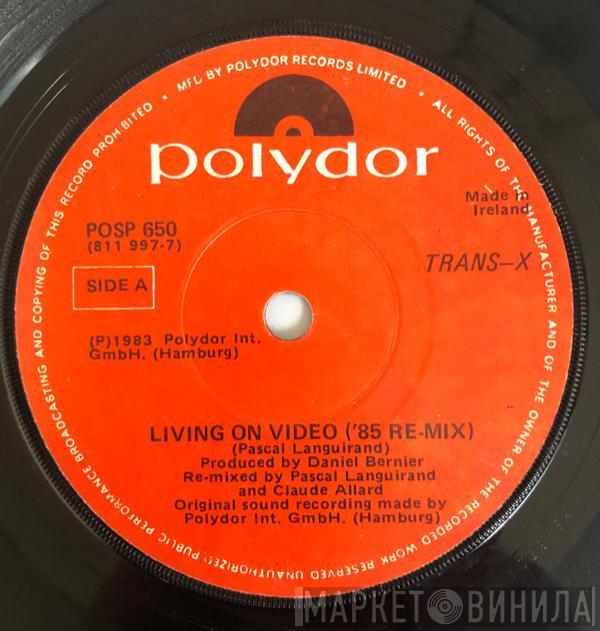 MFG BY POLYDOR RECORDS LIMITED • ALL RIGHTS OF THE MANUFACTURER AND OF THE OWNER OF THE RECORDED WORK RESERVED UNAUTHORIZED PUBLIC PERFORMANCE BROADCASTING AND COPYING OF THIS RECORD PROHIBITED •
polydor
Made in
Ireland
POSP 650
(811 997-7)
TRANS-X
SIDE A
(P)1983 Polydor Int.
GmbH. (Hamburg)
LIVING ON VIDEO ('85 RE-MIX)
(Pascal Languirand)
Produced by Daniel Bernier
Re-mixed by Pascal Languirand
and Claude Allard
Original sound recording made by
Polydor Int. GmbH. (Hamburg)
МАРКЕТ ВИНИЛА